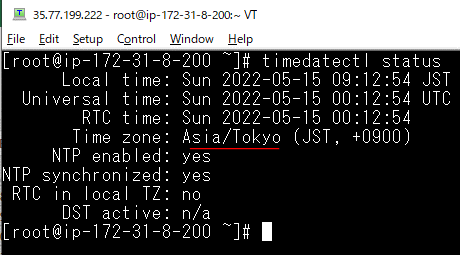 35.77.199.222 - root@ip-172-31-8-200:~ VT
File Setup Control Window Help
[root@ip-172-31-8-200 ~]# timedatectl status
Local time: Sun 2022-05-15 09:12:54 JST
Universal time: Sun 2022-05-15 00:12:54 UTC
RTC time: Sun 2022-05-15 00:12:54
Time zone: Asia/Tokyo (JST, +0900)
NTP enabled: yes
NTP synchronized: yes
RTC in local TZ: no
DST active: n/a
[root@ip-172-31-8-200 ~]#